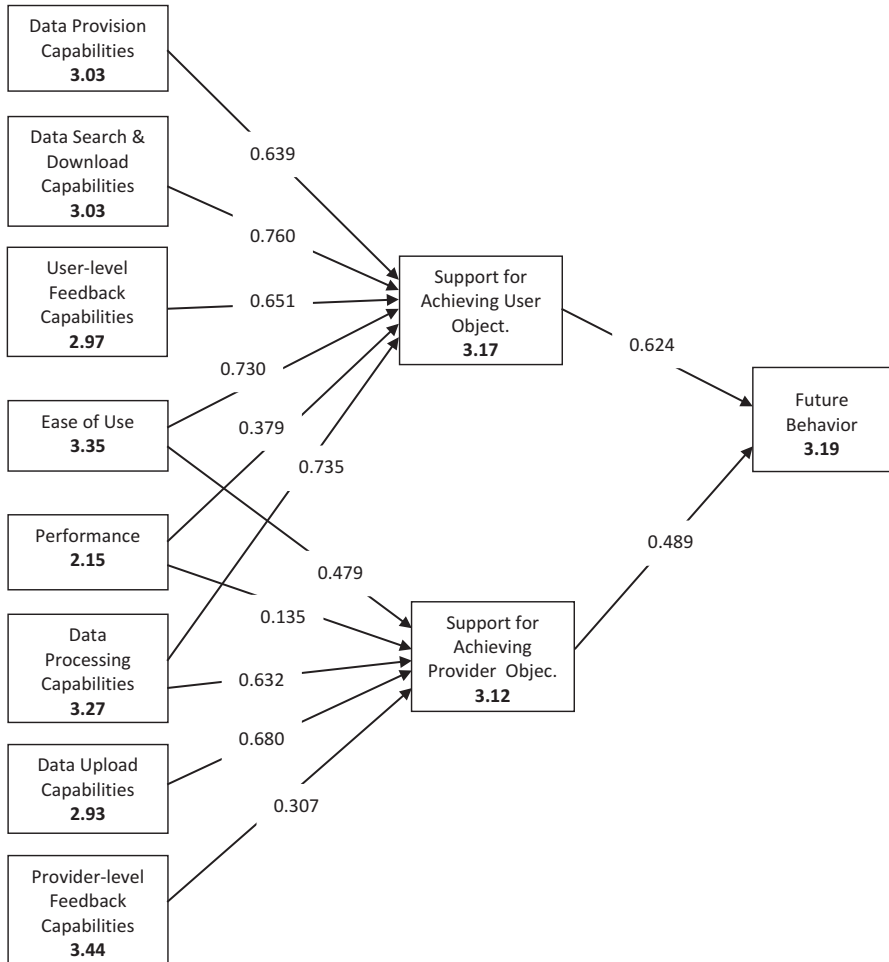 Data Provision
Capabilities
3.03
Data Search &
Download
Capabilities
3.03
User-level
Feedback
Capabilities
2.97
Ease of Use
3.35
Performance
2.15
Data
Processing
Capabilities
3.27
Data Upload
Capabilities
2.93
Provider-level
Feedback
Capabilities
3.44
0.639
0.760
0.651
0.730
0.379
0.735
0.479
0.135
0.632
0.680
0.307
Support for
Achieving User
Object.
3.17
Support for
Achieving
Provider Objec.
3.12
0.624
0.489
Future
Behavior
3.19